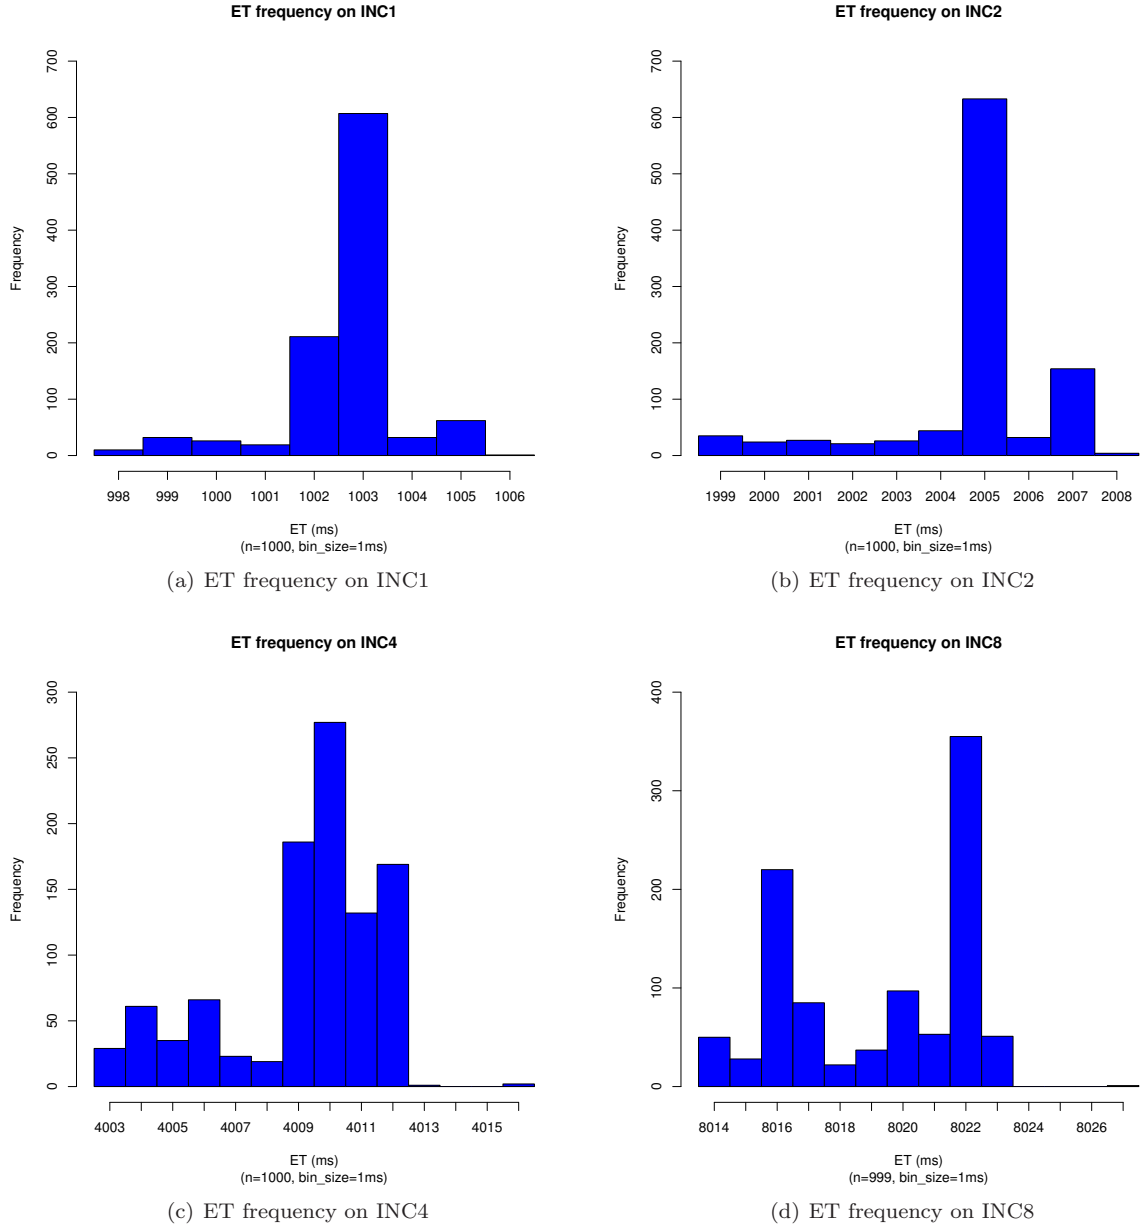 ET frequency on INC1
Frequency
0 100 200 300 400 500 600 700
998 999 1000 1001 1002 1003 1004 1005 1006
ET (ms)
(n=1000, bin_size=1ms)
(a) ET frequency on INC1
ET frequency on INC2
Frequency
0 100 200 300 400 500 600 700
1999 2000 2001 2002 2003 2004 2005 2006 2007 2008
ET (ms)
(n=1000, bin_size=1ms)
(b) ET frequency on INC2
ET frequency on INC4
Frequency
0 50 100 150 200 250 300
4003 4005 4007 4009 4011 4013 4015
ET (ms)
(n=1000, bin_size=1ms)
(c) ET frequency on INC4
ET frequency on INC8
Frequency
0 100 200 300 400
8014 8016 8018 8020 8022 8024 8026
ET (ms)
(n=999, bin_size=1ms)
(d) ET frequency on INC8